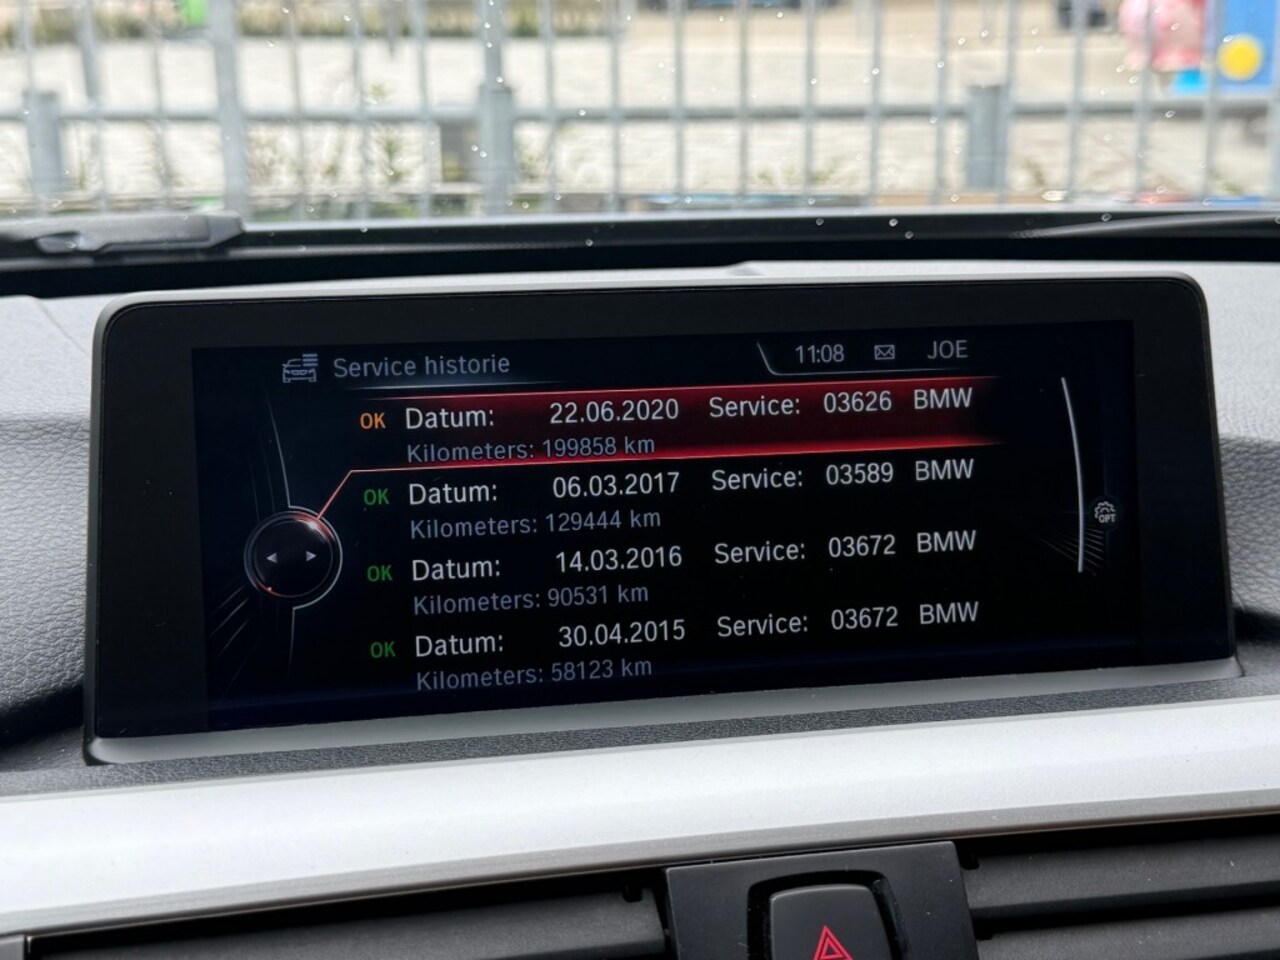 Service historie 11:08 JOE
OK Datum: 22.06.2020 Service: 03626 BMW
Kilometers: 199858 km
OK Datum: 06.03.2017 Service: 03589 BMW
Kilometers: 129444 km
OK Datum: 14.03.2016 Service: 03672 BMW
Kilometers: 90531 km
OK Datum: 30.04.2015 Service: 03672 BMW
Kilometers: 58123 km
OPT